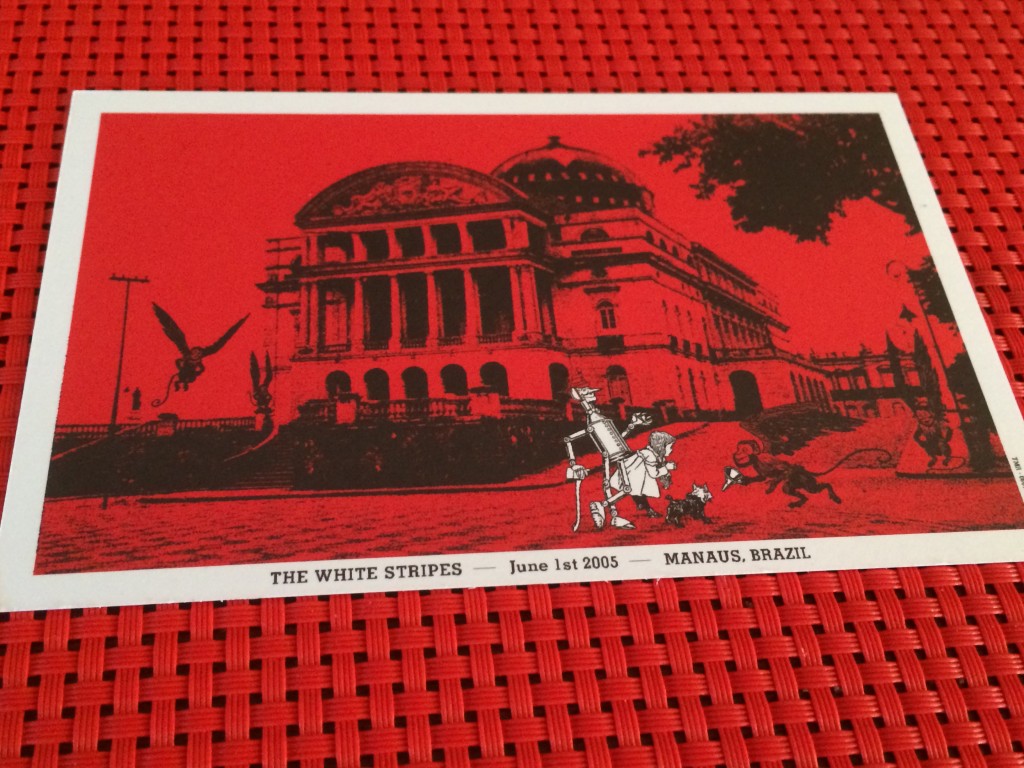 THE WHITE STRIPES — June 1st 2005 — MANAUS, BRAZIL